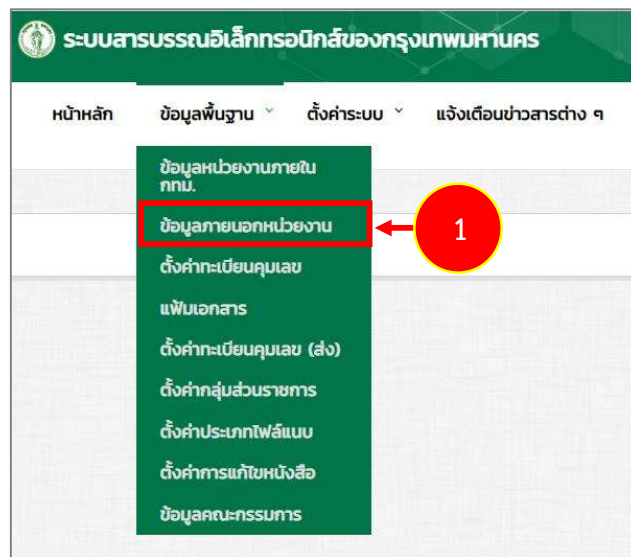 ระบบสารบรรณอิเล็กทรอนิกส์ของกรุงเทพมหานคร
หน้าหลัก ข้อมูลพื้นฐาน ตั้งค่าระบบ แจ้งเตือนข่าวสารต่าง ๆ
ข้อมูลหน่วยงานภายใน
กทม.
ข้อมูลภายนอกหน่วยงาน
1
ตั้งค่าทะเบียนคุมเลข
แฟ้มเอกสาร
ตั้งค่าทะเบียนคุมเลข (ส่ง)
ตั้งค่ากลุ่มส่วนราชการ
ตั้งค่าประเภทไฟล์แนบ
ตั้งค่าการแก้ไขหนังสือ
ข้อมูลคณะกรรมการ